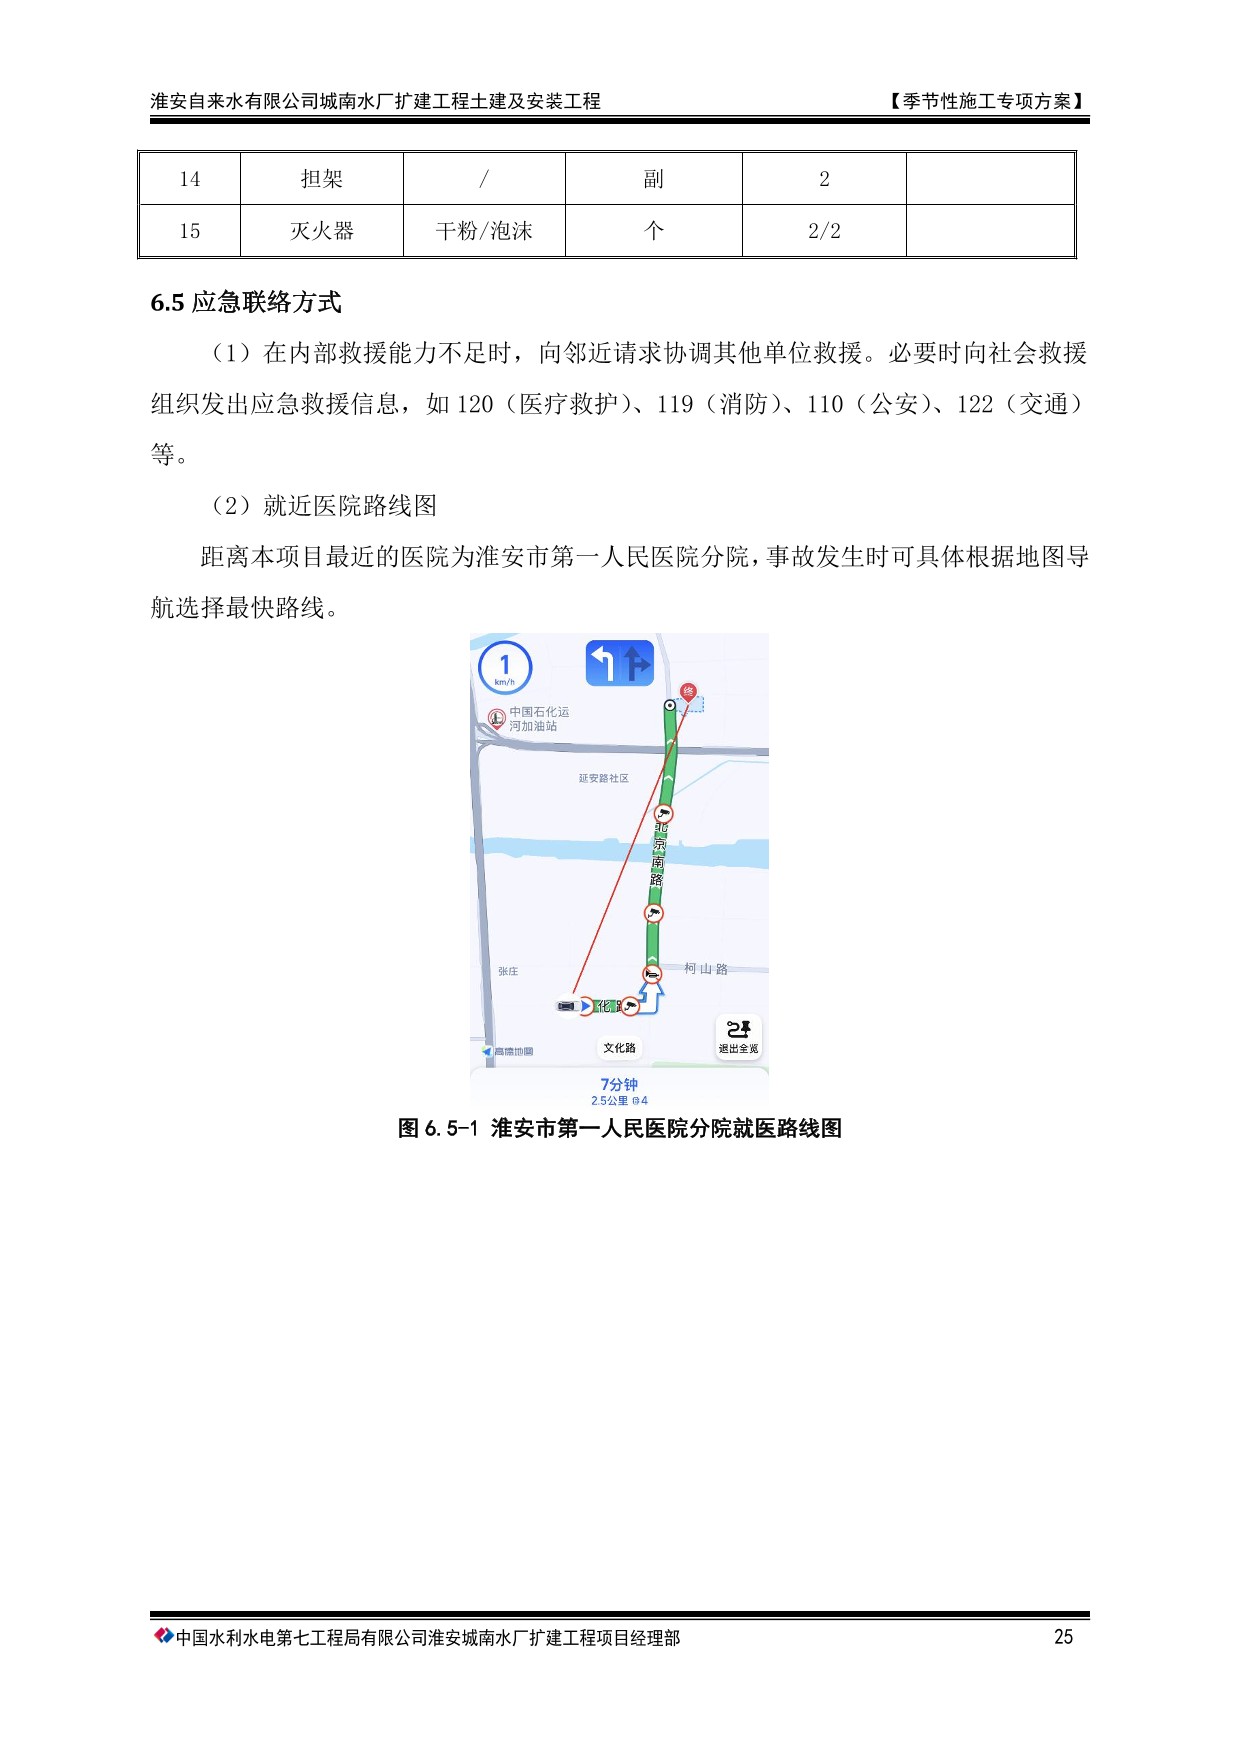 淮安自来水有限公司城南水厂扩建工程土建及安装工程 【季节性施工专项方案】
14 担架 / 副 2
15 灭火器 干粉/泡沫 个 2/2
6.5 应急联络方式
（1）在内部救援能力不足时，向邻近请求协调其他单位救援。必要时向社会救援
组织发出应急救援信息，如 120（医疗救护）、119（消防）、110（公安）、122（交通）
等。
（2）就近医院路线图
距离本项目最近的医院为淮安市第一人民医院分院，事故发生时可具体根据地图导
航选择最快路线。
1
km/h
终
中国石化运
河加油站
延安路社区
北京南路
张庄
柯山路
化
高德地图
文化路
退出全览
7分钟
2.5公里 4
图 6.5-1 淮安市第一人民医院分院就医路线图
中国水利水电第七工程局有限公司淮安城南水厂扩建工程项目经理部 25